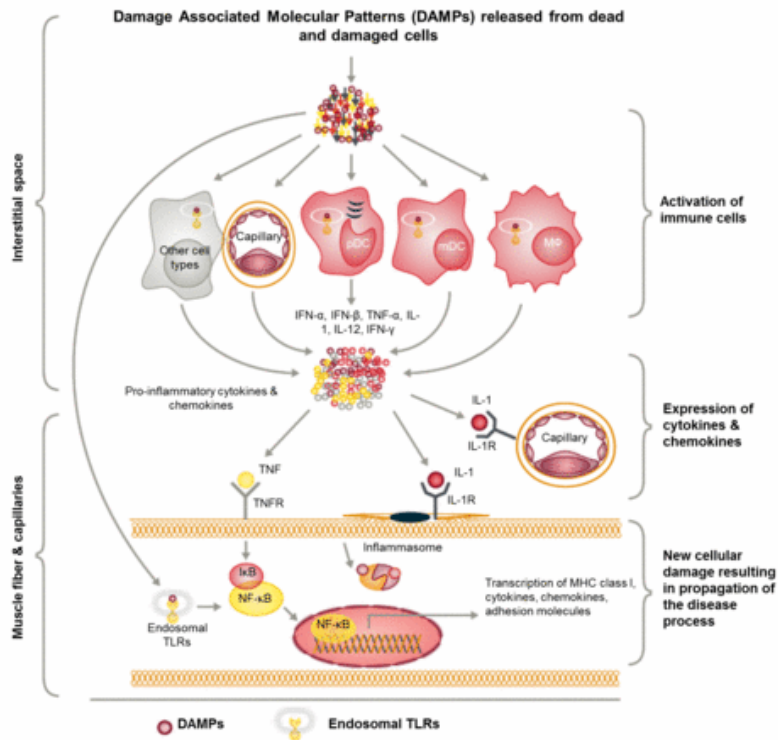 Damage Associated Molecular Patterns (DAMPs) released from dead
and damaged cells
Interstitial space
Other cell
types
Capillary
pDC
mDC
MΦ
Activation of
immune cells
IFN-α, IFN-β, TNF-α, IL-
1, IL-12, IFN-γ
Pro-inflammatory cytokines &
chemokines
IL-1
IL-1R
Capillary
Expression of
cytokines &
chemokines
TNF
TNFR
IL-1
IL-1R
Muscle fiber & capillaries
Inflammasome
IκB
NF-κB
Endosomal
TLRs
NF-κB
Transcription of MHC class I,
cytokines, chemokines,
adhesion molecules
New cellular
damage resulting
in propagation of
the disease
process
DAMPs
Endosomal TLRs